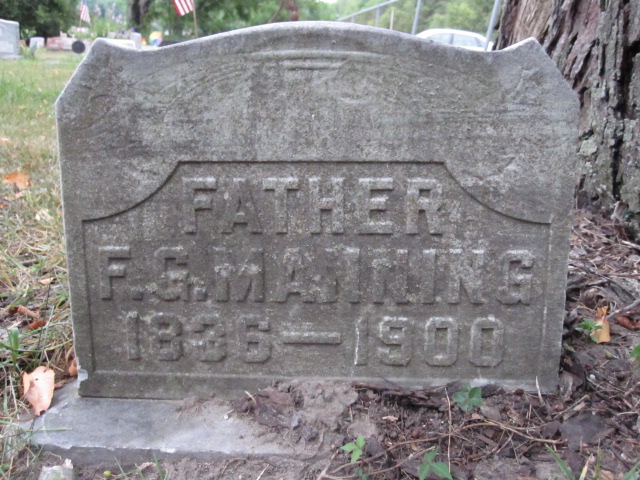 FATHER
F.G. MANNING
1836—1900